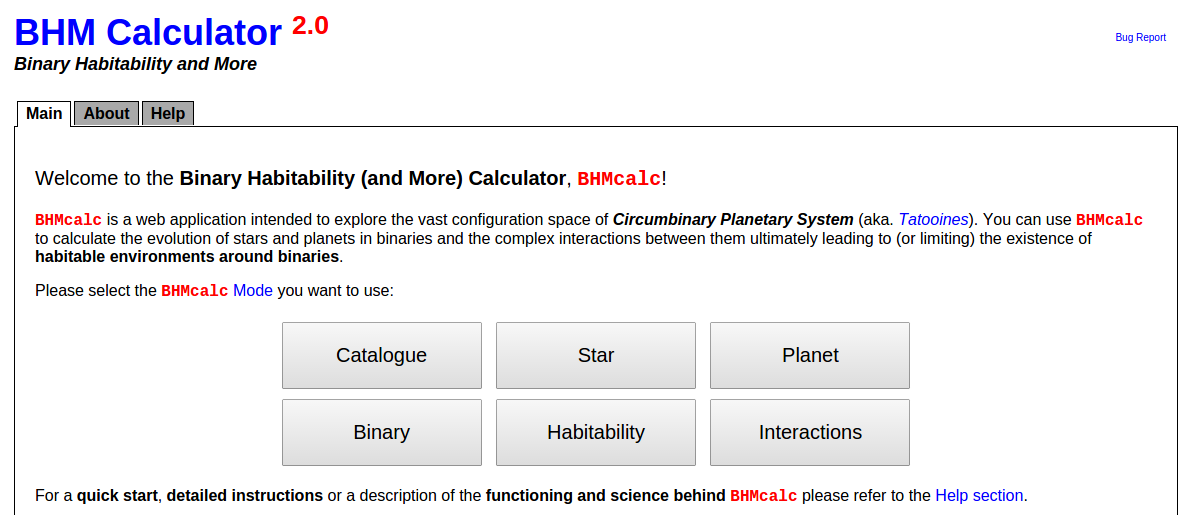 BHM Calculator 2.0
Bug Report
Binary Habitability and More
Main About Help
Welcome to the Binary Habitability (and More) Calculator, BHMcalc!
BHMcalc is a web application intended to explore the vast configuration space of Circumbinary Planetary System (aka. Tatooines). You can use BHMcalc
to calculate the evolution of stars and planets in binaries and the complex interactions between them ultimately leading to (or limiting) the existence of
habitable environments around binaries.
Please select the BHMcalc Mode you want to use:
Catalogue Star Planet
Binary Habitability Interactions
For a quick start, detailed instructions or a description of the functioning and science behind BHMcalc please refer to the Help section.